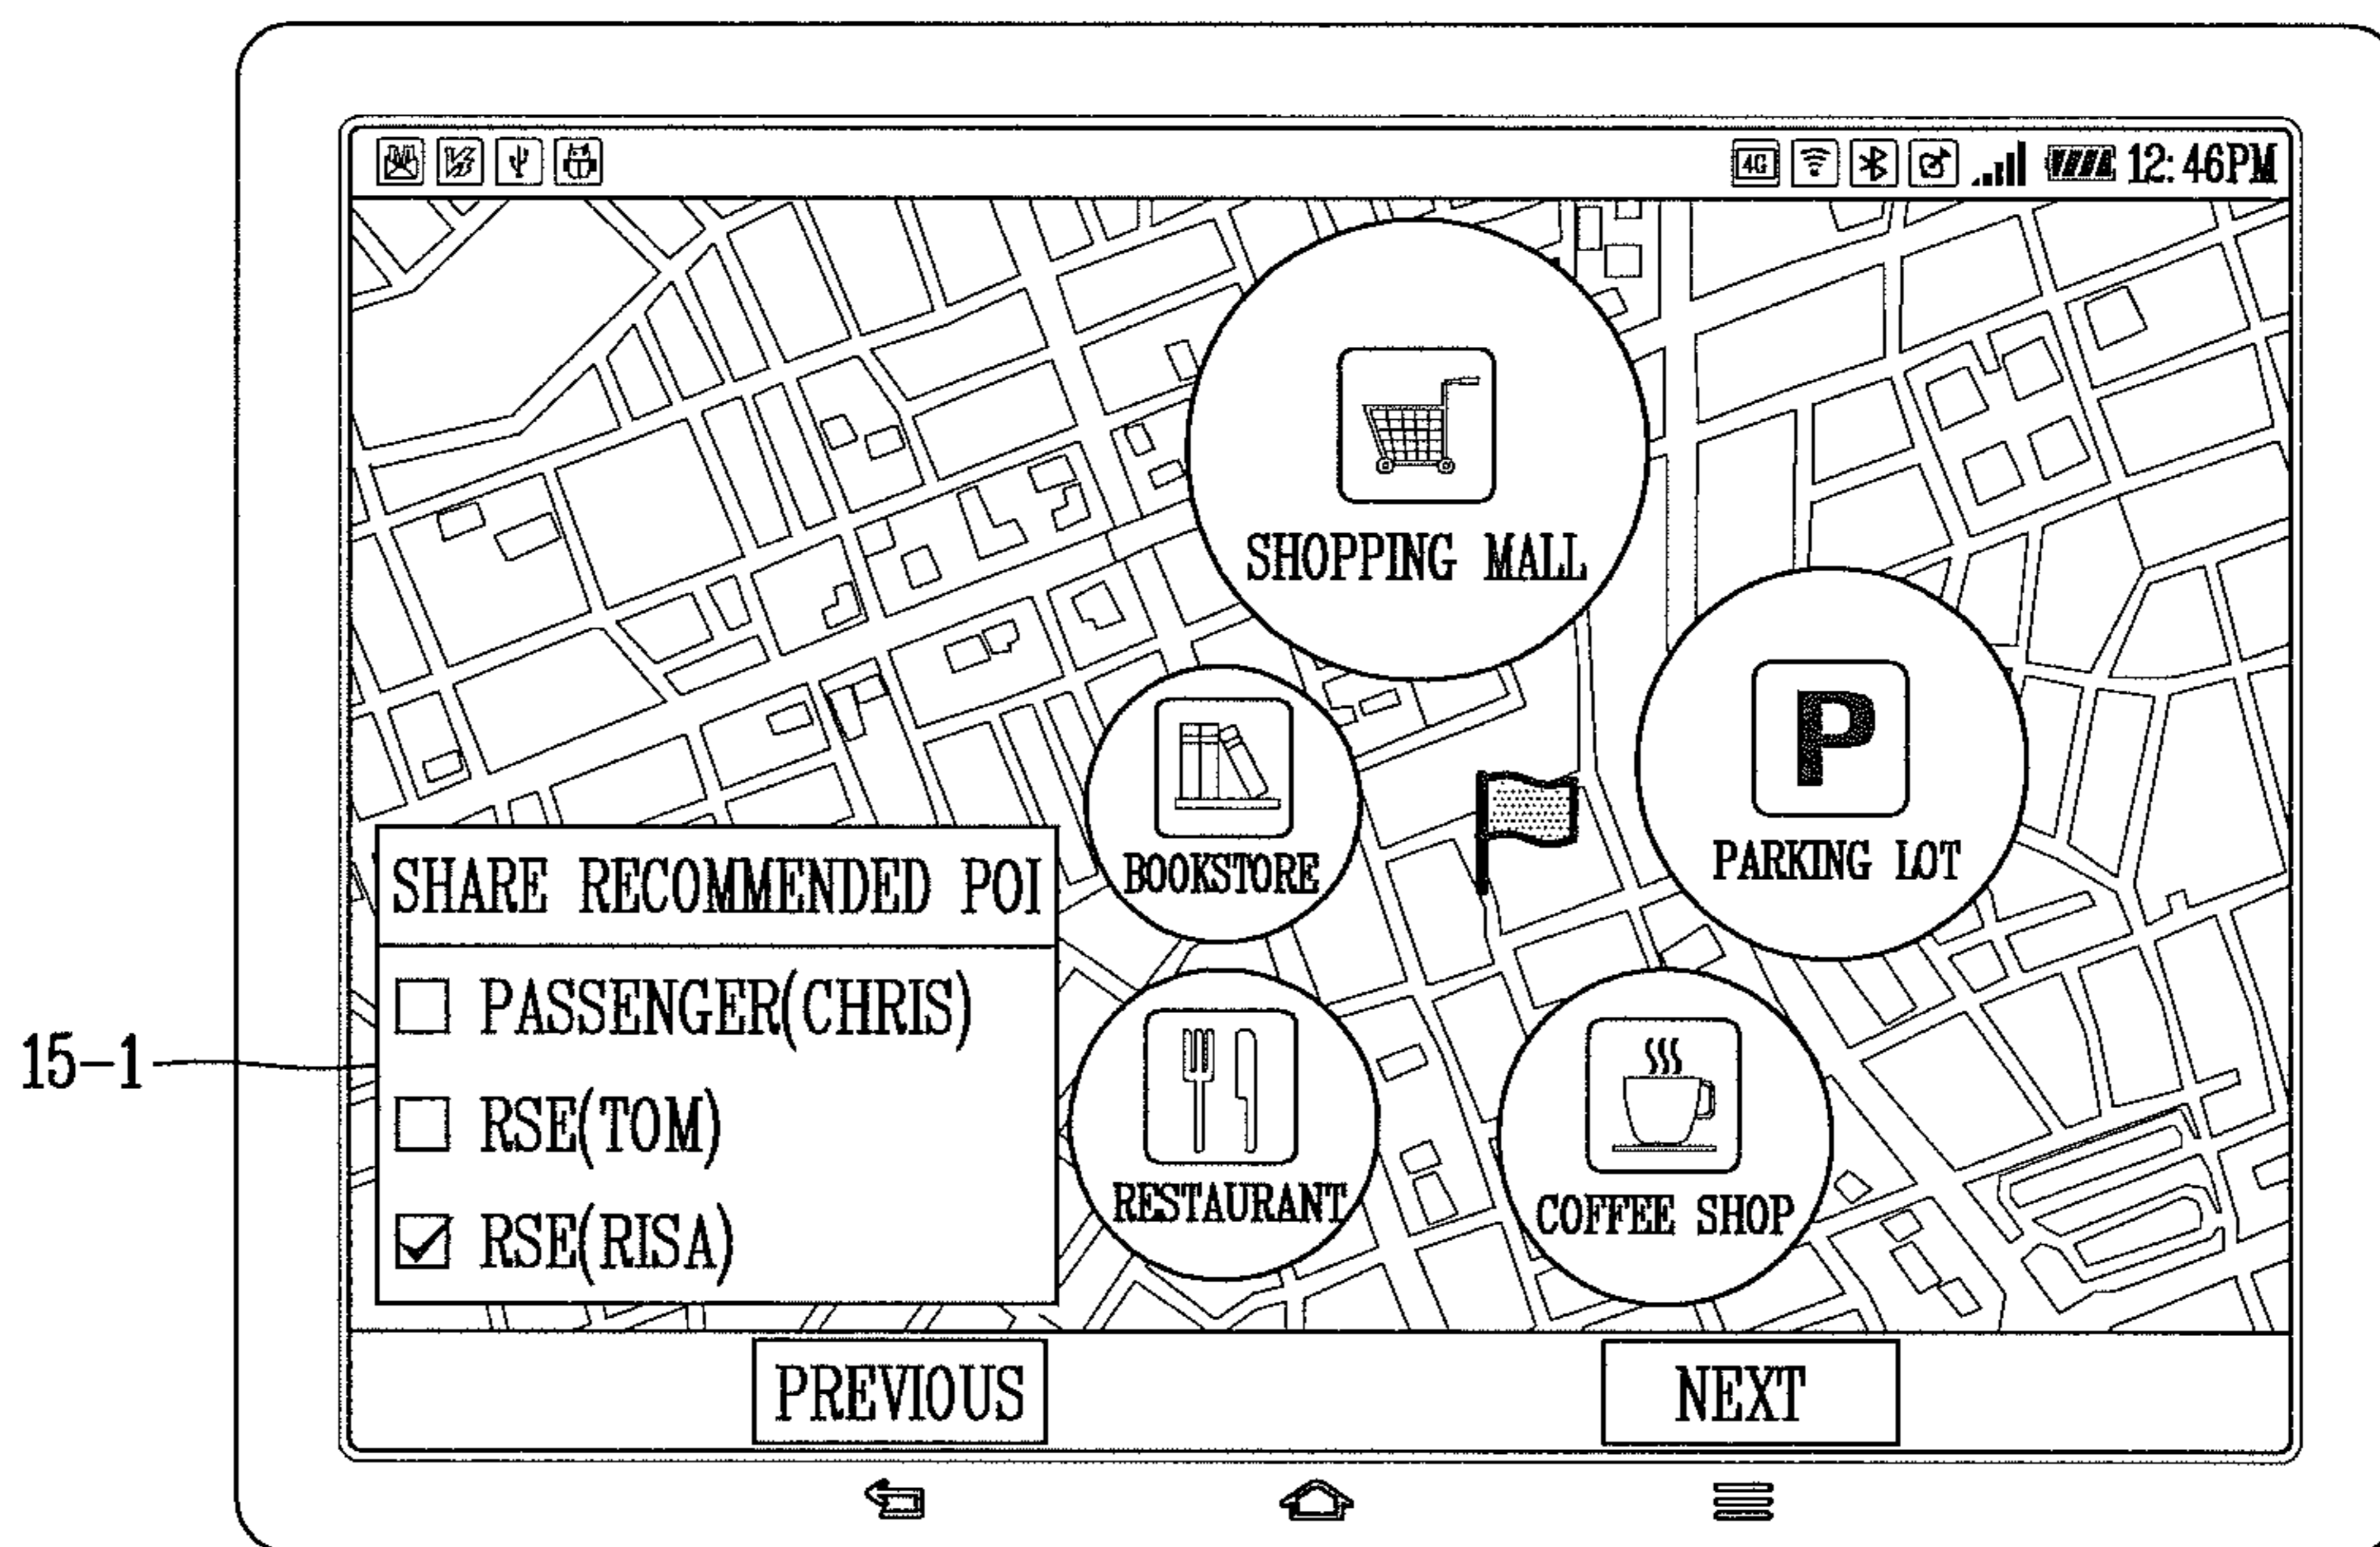 4G 12:46PM
SHOPPING MALL
P
PARKING LOT
BOOKSTORE
SHARE RECOMMENDED POI
PASSENGER(CHRIS)
RSE(TOM)
RSE(RISA)
15-1
RESTAURANT
COFFEE SHOP
PREVIOUS
NEXT